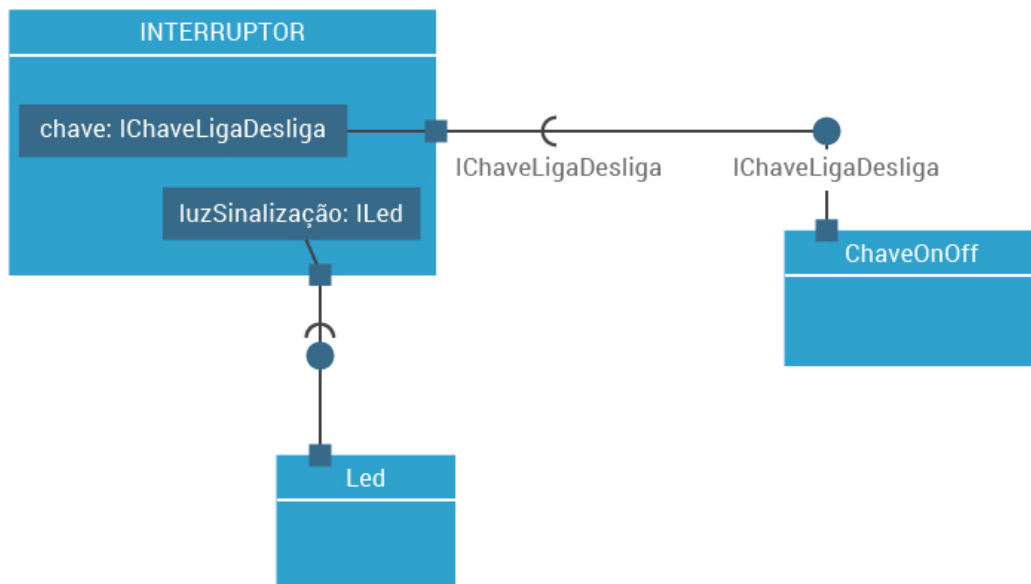 INTERRUPTOR
chave: IChaveLigaDesliga
IChaveLigaDesliga
IChaveLigaDesliga
luzSinalização: ILed
ChaveOnOff
Led